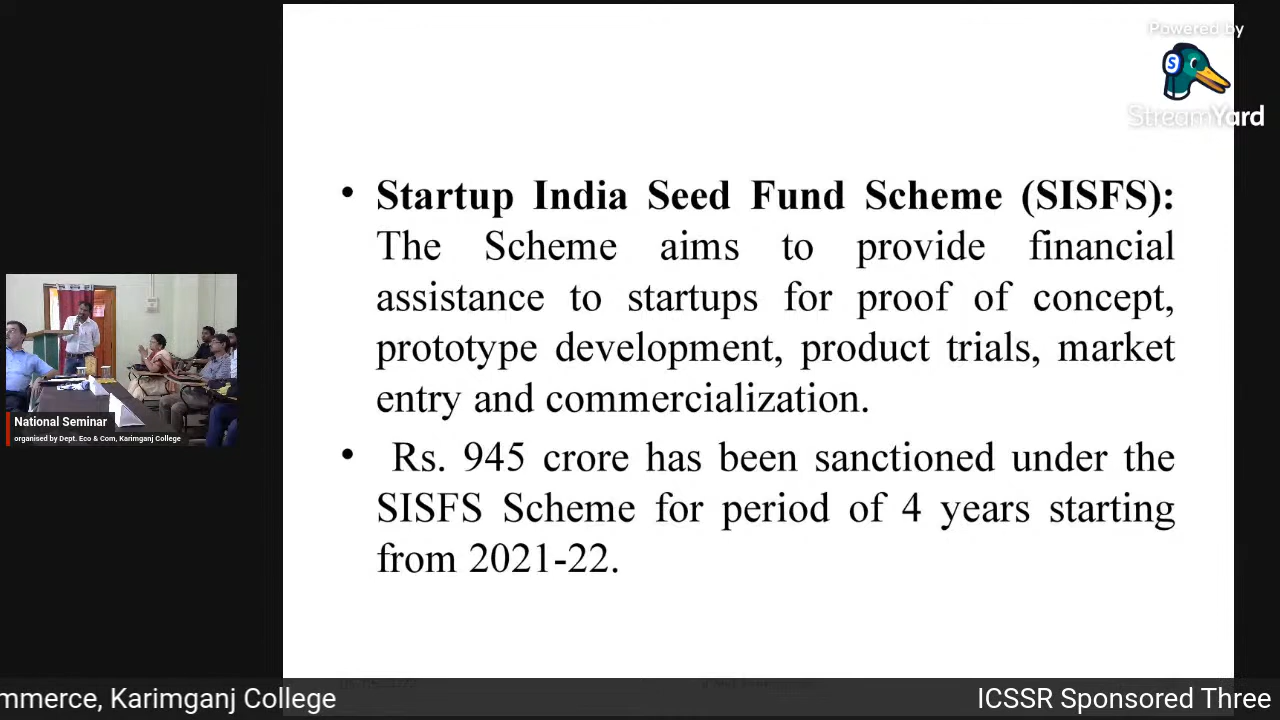 Powered by
StreamYard
• Startup India Seed Fund Scheme (SISFS):
The Scheme aims to provide financial
assistance to startups for proof of concept,
prototype development, product trials, market
entry and commercialization.
• Rs. 945 crore has been sanctioned under the
SISFS Scheme for period of 4 years starting
from 2021-22.
National Seminar
organised by Dept. Eco & Com, Karimganj College
mmerce, Karimganj College
ICSSR Sponsored Three